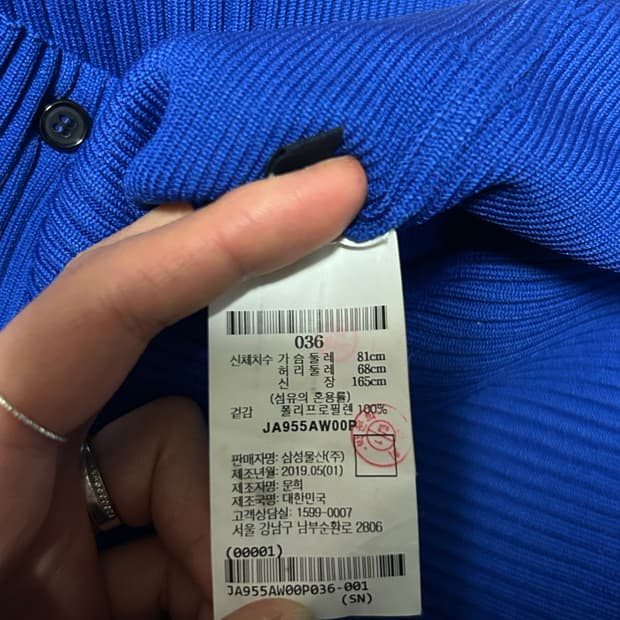 036
신체치수 가 슴 둘 레 81cm
허 리 둘 레 68cm
신 장 165cm
(섬유의 혼용률)
겉감 폴리프로필렌 100%
JA955AW00P
판매자명: 삼성물산(주)
제조년월: 2019.05(01)
제조자명: 문희
제조국명: 대한민국
고객상담실: 1599-0007
서울 강남구 남부순환로 2806
(00001)
JA955AW00P036-001
(SN)